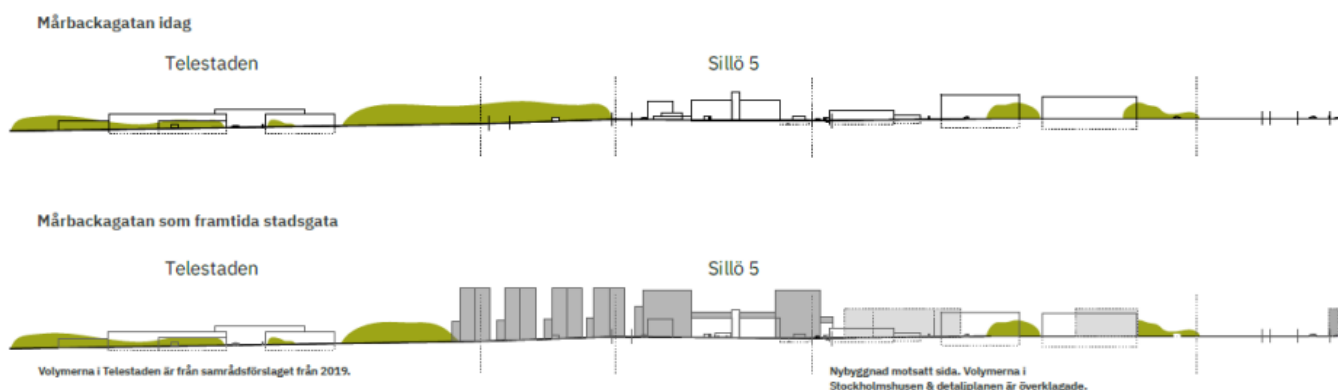 Mårbackagatan idag
Telestaden
Sillö 5
Mårbackagatan som framtida stadsgata
Telestaden
Sillö 5
Volymerna i Telestaden är från samrådsförslaget från 2019.
Nybyggnad motsatt sida. Volymerna i
Stockholmshusen & detaljplanen är överklagade.